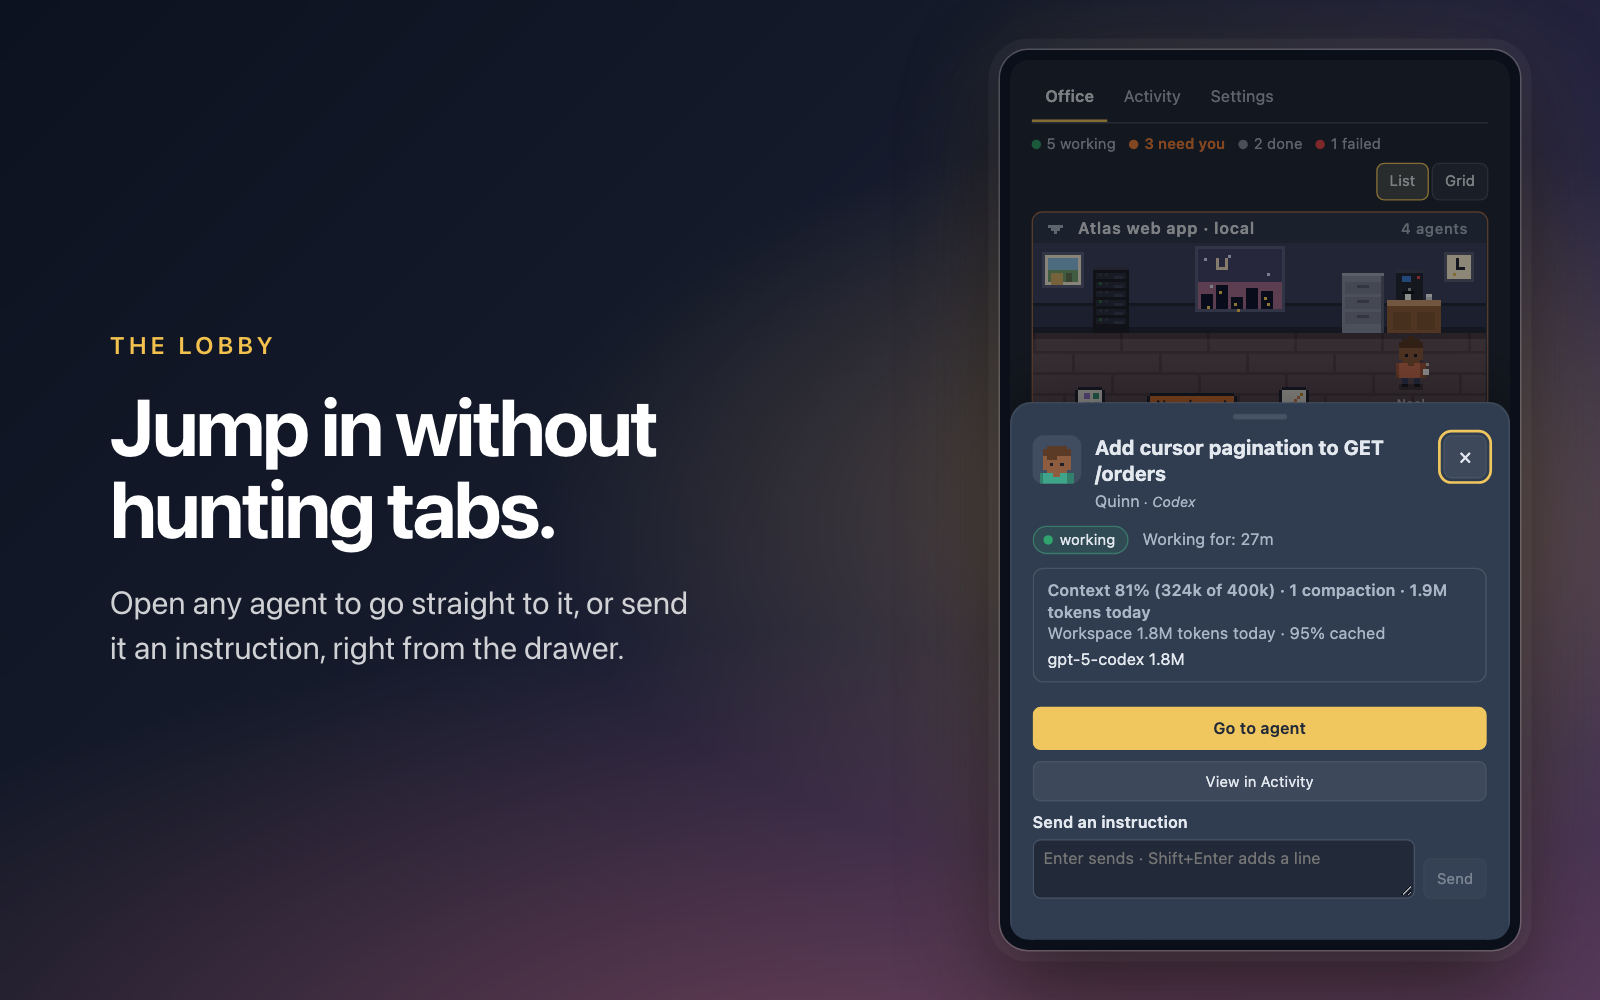 THE LOBBY
Jump in without
hunting tabs.
Open any agent to go straight to it, or send
it an instruction, right from the drawer.
Office Activity Settings
5 working 3 need you 2 done 1 failed
List Grid
Atlas web app · local 4 agents
Add cursor pagination to GET
/orders
×
Quinn · Codex
working Working for: 27m
Context 81% (324k of 400k) · 1 compaction · 1.9M
tokens today
Workspace 1.8M tokens today · 95% cached
gpt-5-codex 1.8M
Go to agent
View in Activity
Send an instruction
Enter sends · Shift+Enter adds a line
Send